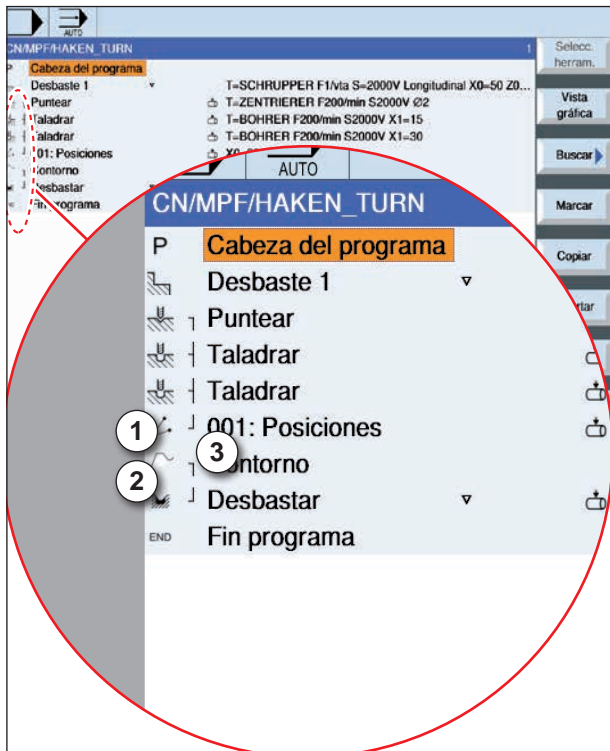 AUTO
CN/MPF/HAKEN_TURN 1
P Cabeza del programa
Desbaste 1 T=SCHRUPPER F1/vta S=2000V Longitudinal X0=50 Z0...
Puntear T=ZENTRIERER F200/min S2000V Ø2
Taladrar T=BOHRER F200/min S2000V X1=15
Taladrar T=BOHRER F200/min S2000V X1=30
001: Posiciones
Contorno
Desbastar
Fin programa
Selecc. herram.
Vista gráfica
Buscar
Marcar
Copiar
AUTO
CN/MPF/HAKEN_TURN
P Cabeza del programa
Desbaste 1
Puntear
Taladrar
Taladrar
001: Posiciones
Contorno
Desbastar
END Fin programa
1
2
3